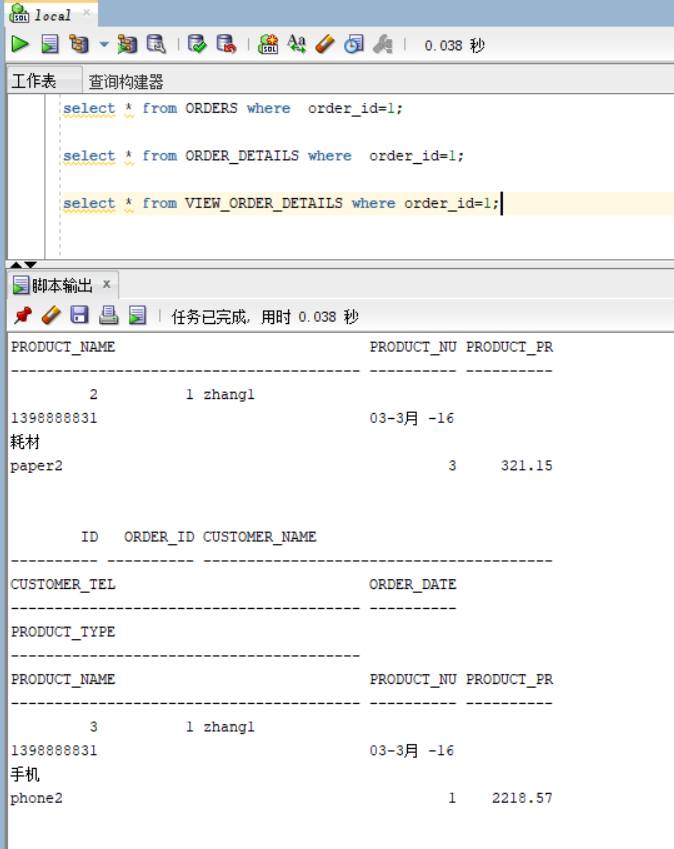 local
0.038 秒
工作表 查询构建器
select * from ORDERS where order_id=1;
select * from ORDER_DETAILS where order_id=1;
select * from VIEW_ORDER_DETAILS where order_id=1;
脚本输出 x
任务已完成, 用时 0.038 秒
PRODUCT_NAME PRODUCT_NU PRODUCT_PR
------------------------------------ ---------- ----------
2 1 zhang1
1398888831 03-3月 -16
耗材
paper2 3 321.15
ID ORDER_ID CUSTOMER_NAME
---------- ---------- ----------------------------------------
CUSTOMER_TEL ORDER_DATE
---------------------------------------- ----------
PRODUCT_TYPE
----------------------------------------
PRODUCT_NAME PRODUCT_NU PRODUCT_PR
---------------------------------------- ---------- ----------
3 1 zhang1
1398888831 03-3月 -16
手机
phone2 1 2218.57